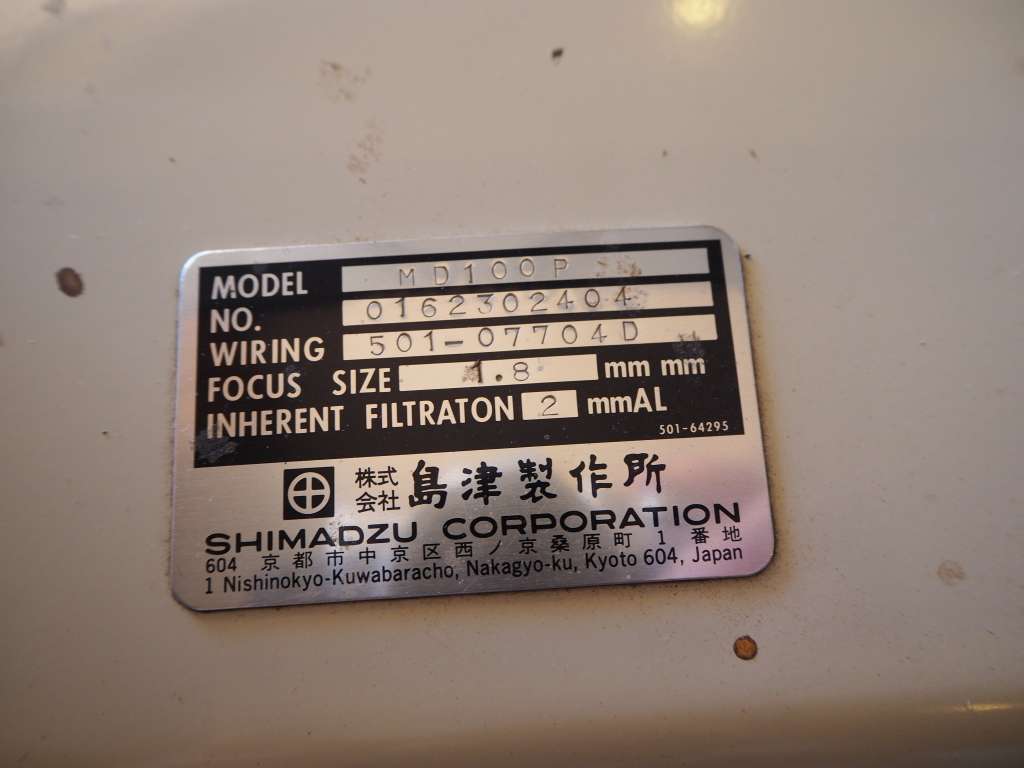 MODEL MD100P
NO. 0162302404
WIRING 501-07704D
FOCUS SIZE 1.8 mm mm
INHERENT FILTRATON 2 mmAL
501-64295
株式会社 島津製作所
SHIMADZU CORPORATION
604 京都市中京区西ノ京桑原町1番地
1 Nishinokyo-Kuwabaracho, Nakagyo-ku, Kyoto 604, Japan